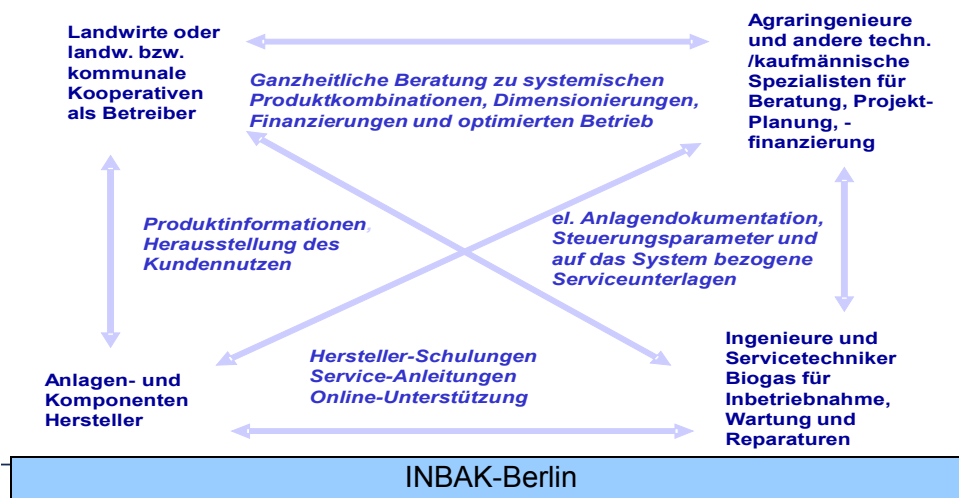 Landwirte oder
landw. bzw.
kommunale
Kooperativen
als Betreiber
Agraringenieure
und andere techn.
/kaufmännische
Spezialisten für
Beratung, Projekt-
Planung, -
finanzierung
Ganzheitliche Beratung zu systemischen
Produktkombinationen, Dimensionierungen,
Finanzierungen und optimierten Betrieb
Produktinformationen,
Herausstellung des
Kundennutzen
el. Anlagendokumentation,
Steuerungsparameter und
auf das System bezogene
Serviceunterlagen
Anlagen- und
Komponenten
Hersteller
Hersteller-Schulungen
Service-Anleitungen
Online-Unterstützung
Ingenieure und
Servicetechniker
Biogas für
Inbetriebnahme,
Wartung und
Reparaturen
INBAK-Berlin